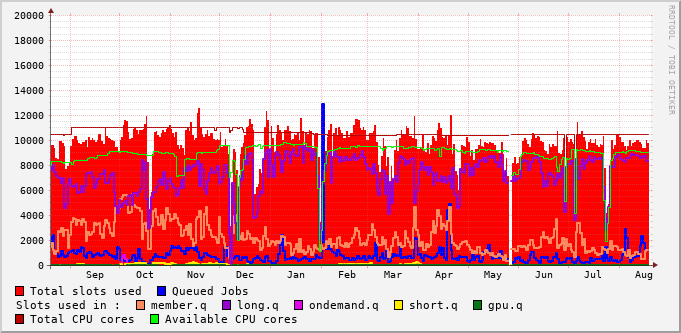 RRDTOOL / TOBI OETIKER
20000
18000
16000
14000
12000
10000
8000
6000
4000
2000
0
Sep Oct Nov Dec Jan Feb Mar Apr May Jun Jul Aug
Total slots used Queued Jobs
Slots used in : member.q long.q ondemand.q short.q gpu.q
Total CPU cores Available CPU cores